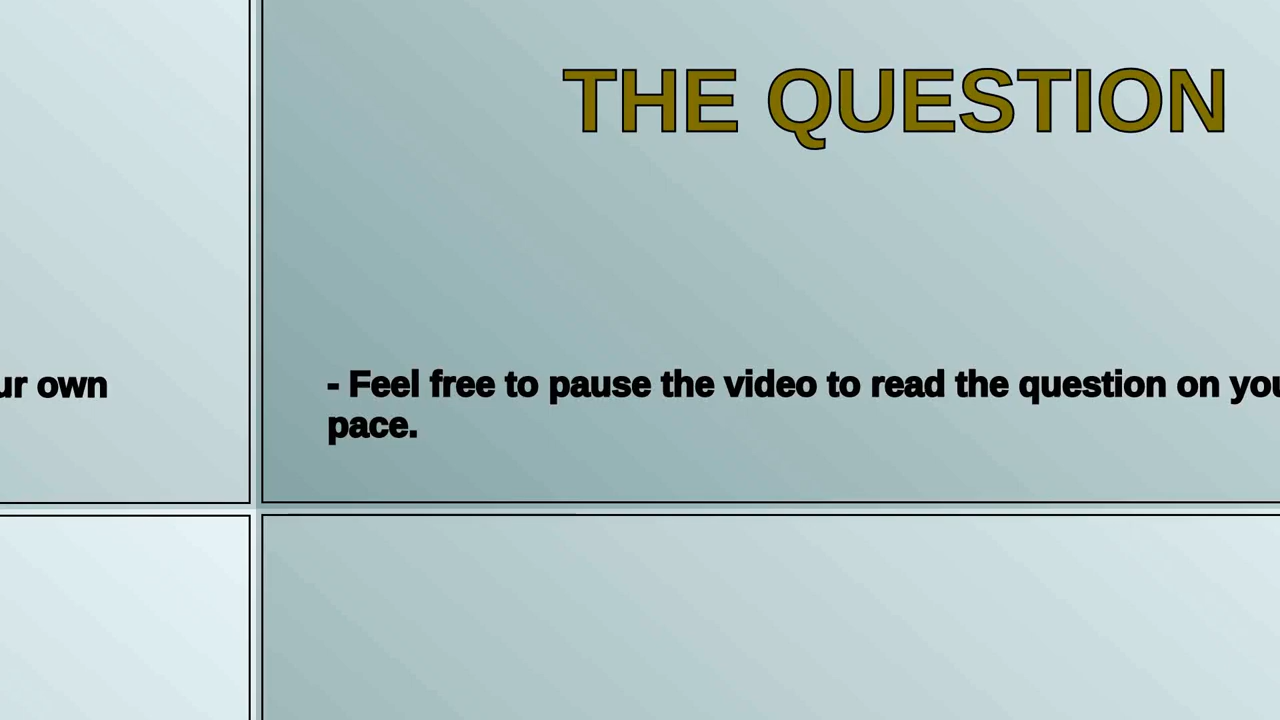 THE QUESTION
ur own
- Feel free to pause the video to read the question on you
pace.